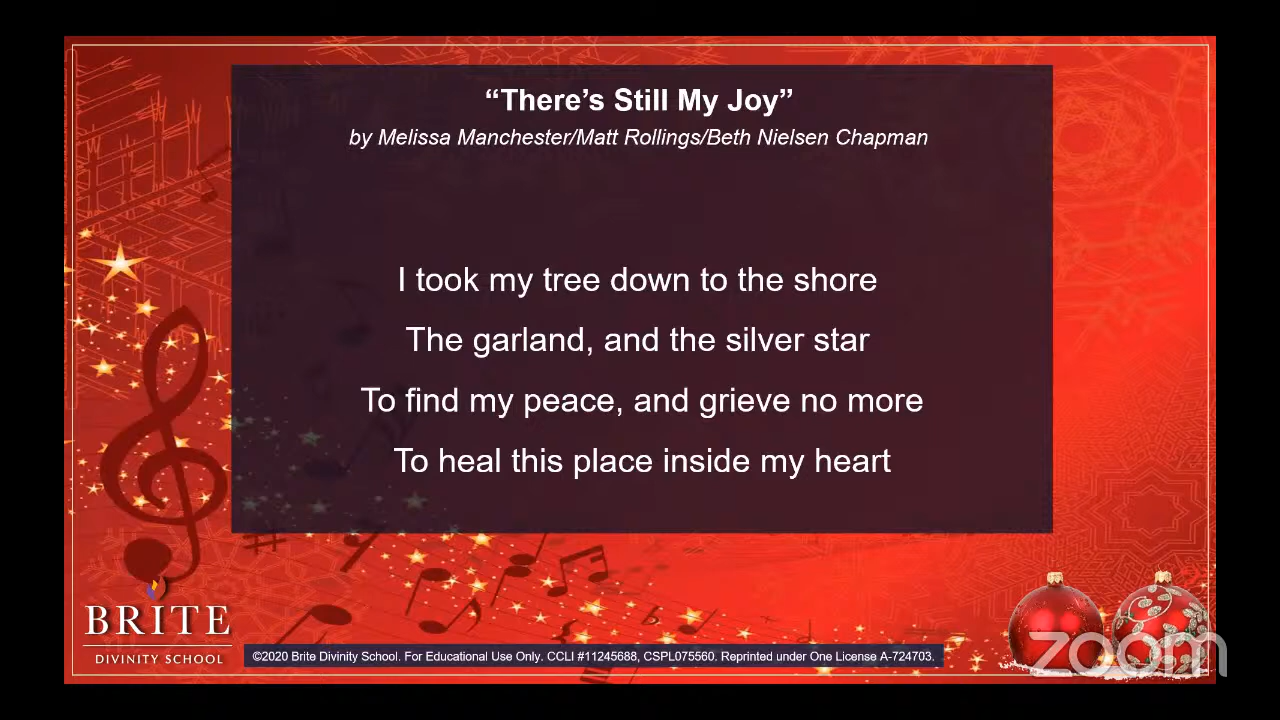 “There’s Still My Joy”
by Melissa Manchester/Matt Rollings/Beth Nielsen Chapman
I took my tree down to the shore
The garland, and the silver star
To find my peace, and grieve no more
To heal this place inside my heart
BRITE
DIVINITY SCHOOL
©2020 Brite Divinity School. For Educational Use Only. CCLI #11245688, CSPL075560. Reprinted under One License A-724703.
zoom